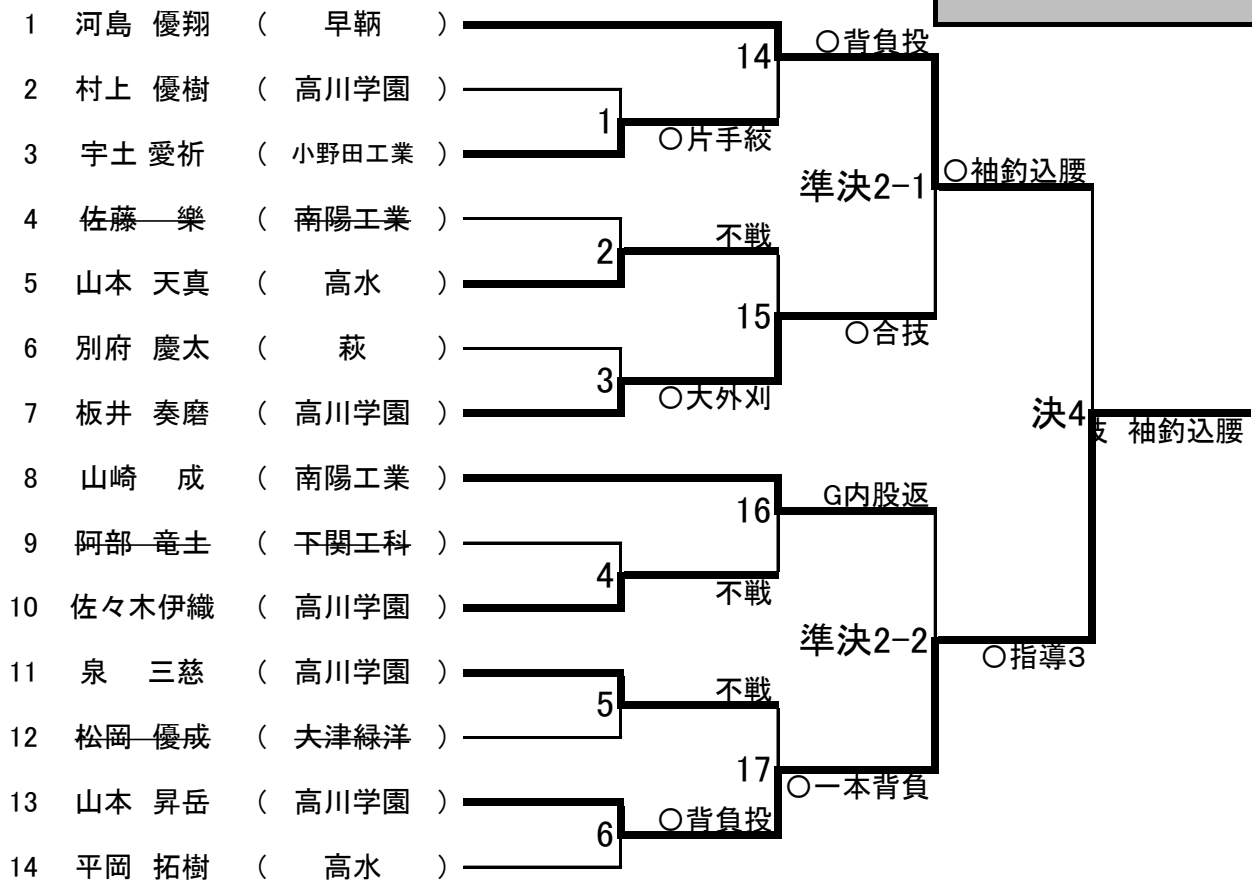 1 河島 優翔 ( 早鞆 )
14 ○背負投
2 村上 優樹 ( 高川学園 )
1 ○片手絞
3 宇土 愛祈 ( 小野田工業 )
準決2-1 ○袖釣込腰
4 佐藤 樂 ( 南陽工業 )
2 不戦
5 山本 天真 ( 高水 )
15 ○合技
6 別府 慶太 ( 萩 )
3 ○大外刈
7 板井 奏磨 ( 高川学園 )
決4 技 袖釣込腰
8 山崎 成 ( 南陽工業 )
16 G内股返
9 阿部 竜士 ( 下関工科 )
4 不戦
10 佐々木伊織 ( 高川学園 )
準決2-2 ○指導3
11 泉 三慈 ( 高川学園 )
5 不戦
12 松岡 優成 ( 大津緑洋 )
17 ○一本背負
13 山本 昇岳 ( 高川学園 )
6 ○背負投
14 平岡 拓樹 ( 高水 )